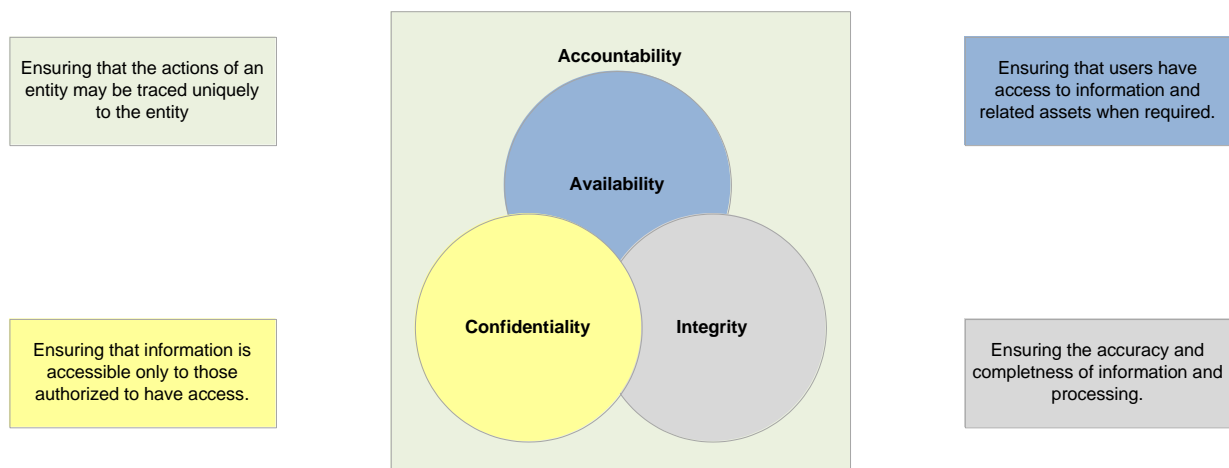 Ensuring that the actions of an
entity may be traced uniquely
to the entity
Accountability
Availability
Confidentiality
Integrity
Ensuring that users have
access to information and
related assets when required.
Ensuring that information is
accessible only to those
authorized to have access.
Ensuring the accuracy and
completness of information and
processing.